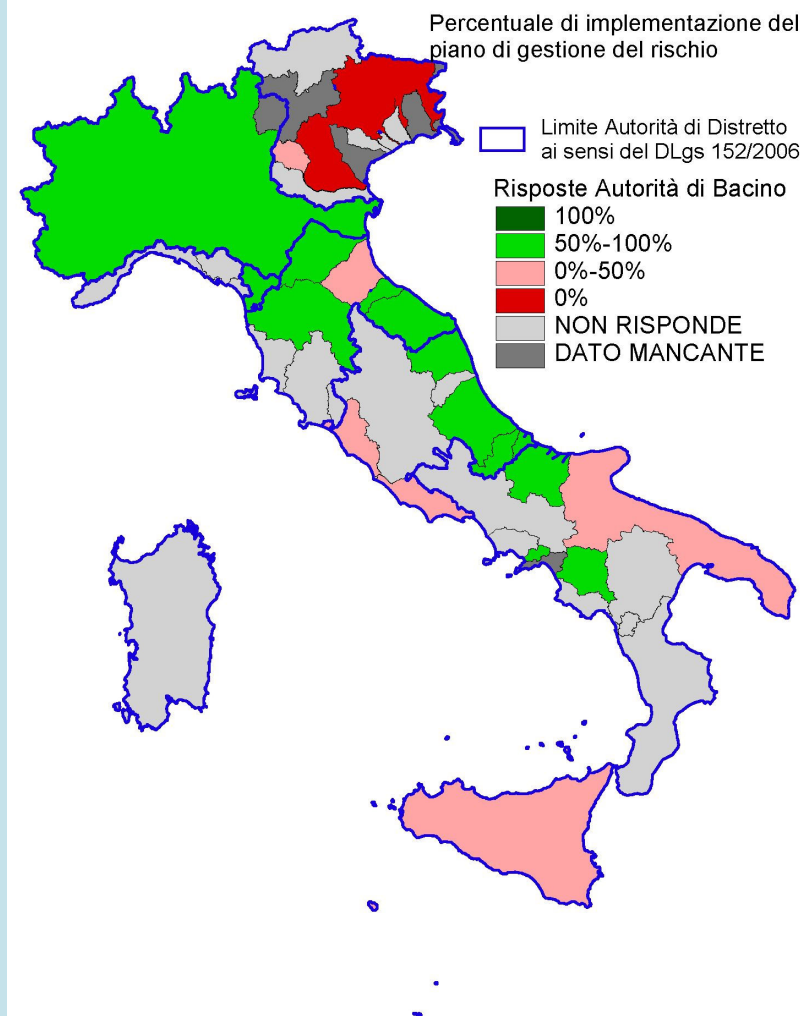 Percentuale di implementazione del
piano di gestione del rischio
Limite Autorità di Distretto
ai sensi del DLgs 152/2006
Risposte Autorità di Bacino
100%
50%-100%
0%-50%
0%
NON RISPONDE
DATO MANCANTE